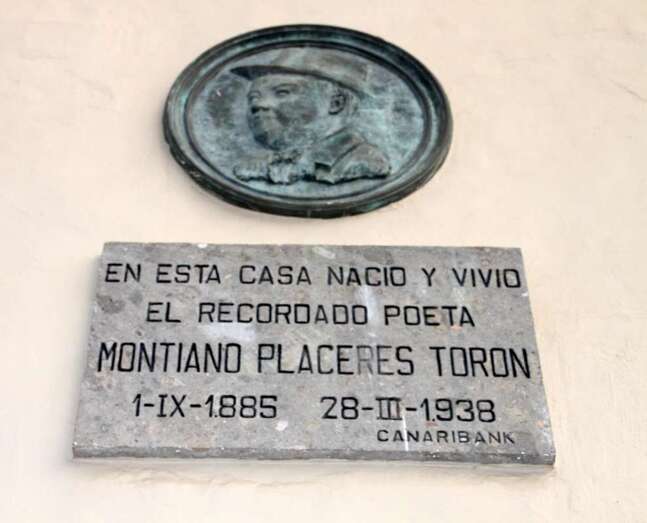 EN ESTA CASA NACIO Y VIVIO
EL RECORDADO POETA
MONTIANO PLACERES TORON
1-IX-1.885 28-III-1.938
CANARIBANK